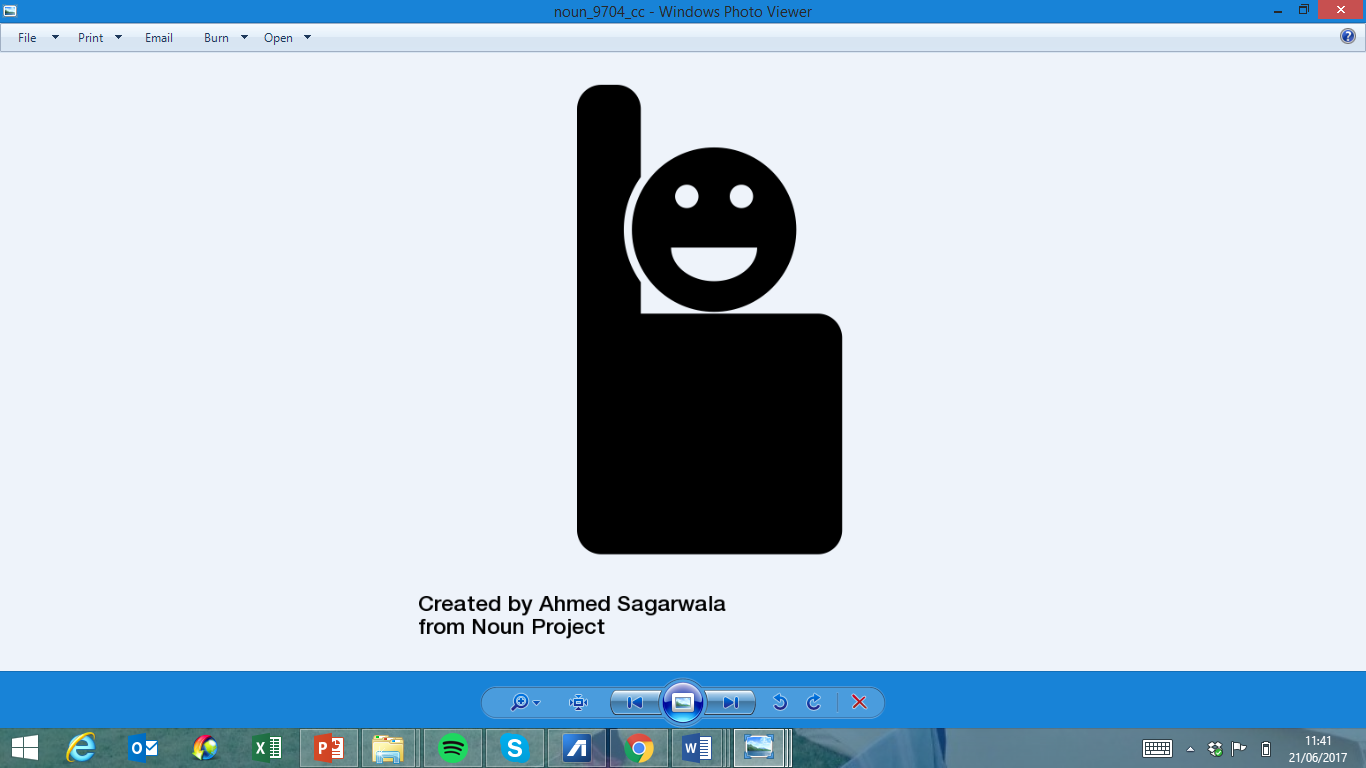 noun_9704_cc - Windows Photo Viewer
File Print Email Burn Open
Created by Ahmed Sagarwala
from Noun Project
11:41
21/06/2017